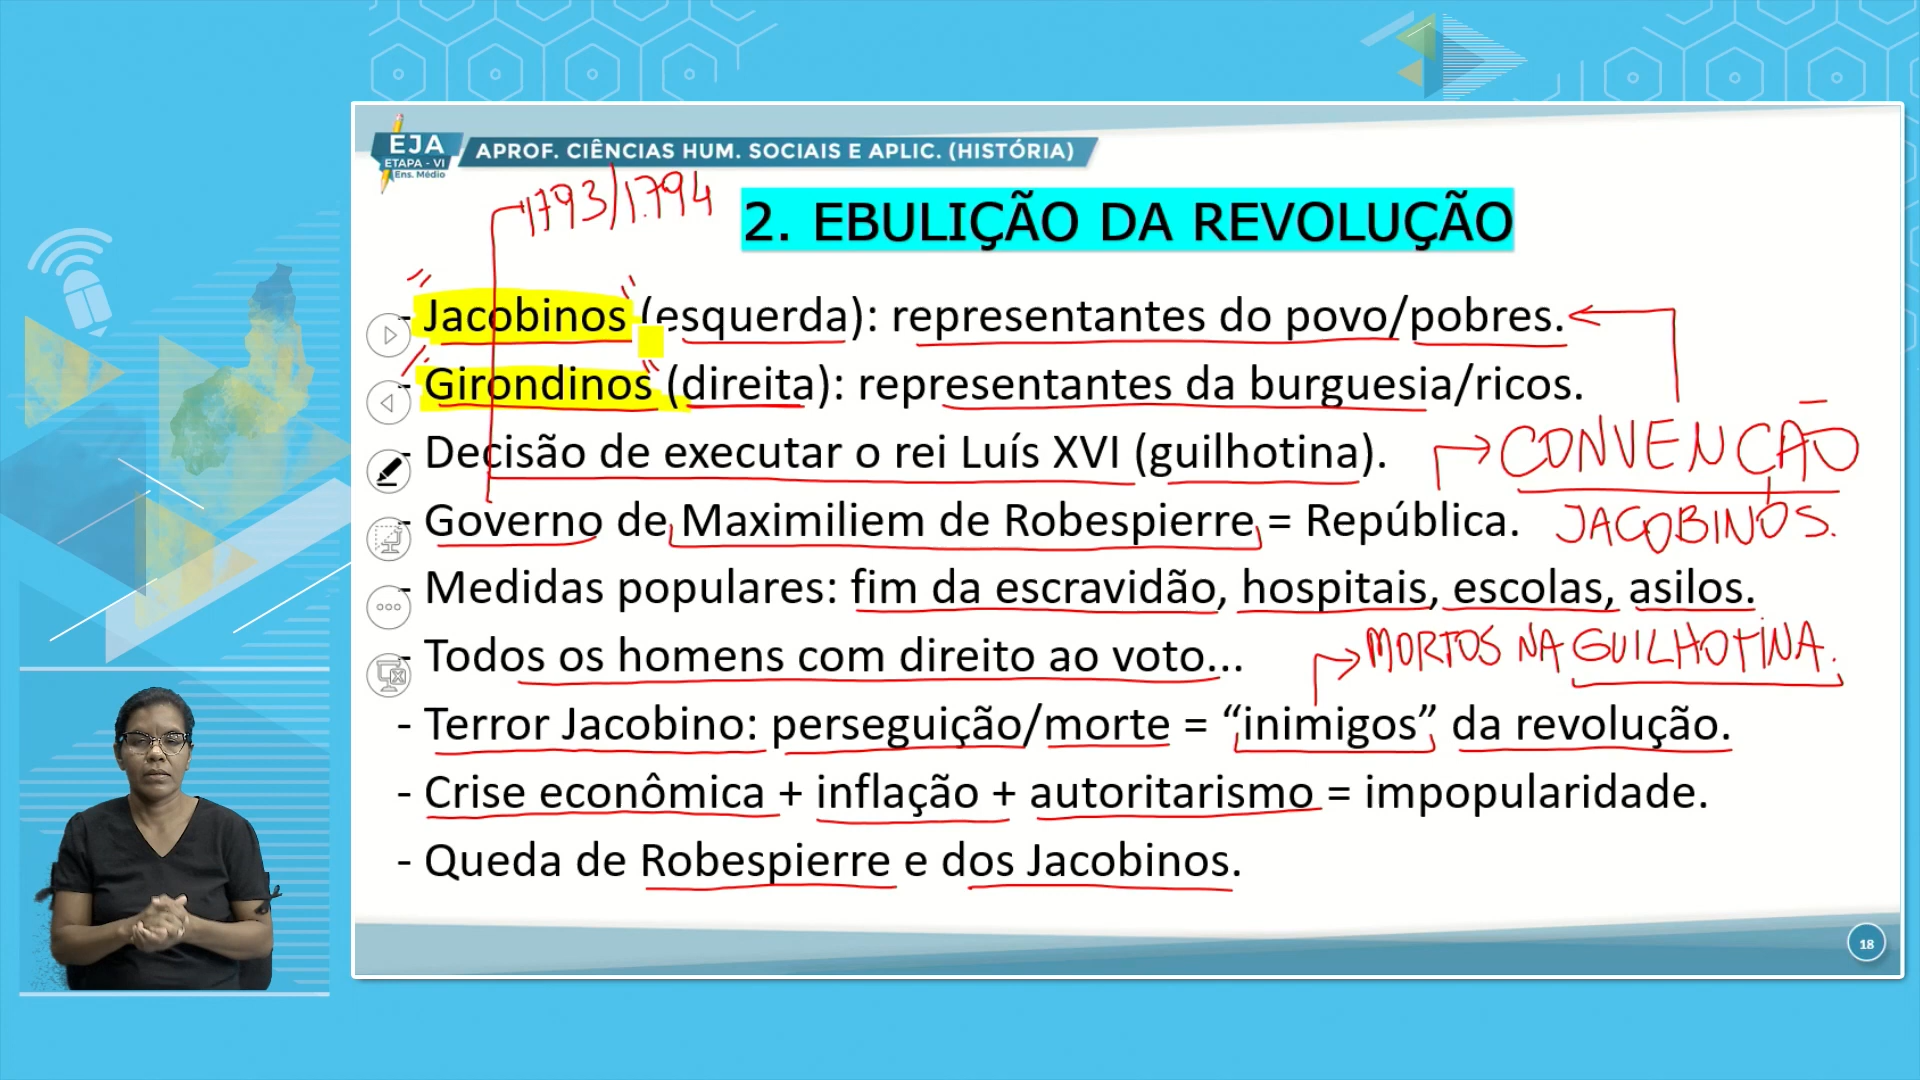 EJA
ETAPA - VI
Ens. Médio
APROF. CIÊNCIAS HUM. SOCIAIS E APLIC. (HISTÓRIA)
1793/1.794
2. EBULIÇÃO DA REVOLUÇÃO
- "Jacobinos" (esquerda): representantes do povo/pobres.
- "Girondinos" (direita): representantes da burguesia/ricos.
- Decisão de executar o rei Luís XVI (guilhotina).
CONVENÇÃO
- Governo de Maximiliem de Robespierre = República.
JACOBINOS.
- Medidas populares: fim da escravidão, hospitais, escolas, asilos.
- Todos os homens com direito ao voto...
MORTOS NA GUILHOTINA.
- Terror Jacobino: perseguição/morte = “inimigos” da revolução.
- Crise econômica + inflação + autoritarismo = impopularidade.
- Queda de Robespierre e dos Jacobinos.
18